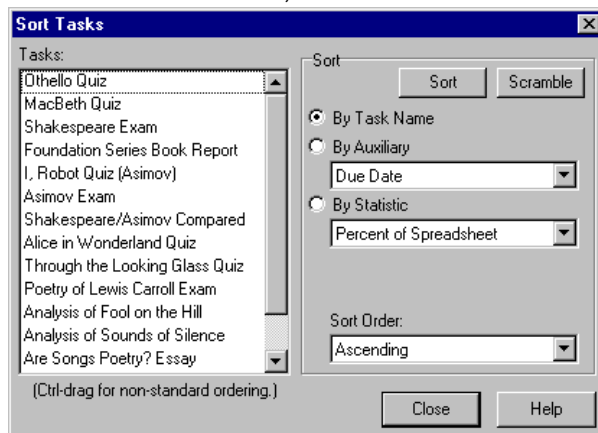 Sort Tasks
Tasks:
Othello Quiz
MacBeth Quiz
Shakespeare Exam
Foundation Series Book Report
I, Robot Quiz (Asimov)
Asimov Exam
Shakespeare/Asimov Compared
Alice in Wonderland Quiz
Through the Looking Glass Quiz
Poetry of Lewis Carroll Exam
Analysis of Fool on the Hill
Analysis of Sounds of Silence
Are Songs Poetry? Essay
(Ctrl-drag for non-standard ordering.)
Sort
Sort Scramble
By Task Name
By Auxiliary
Due Date
By Statistic
Percent of Spreadsheet
Sort Order:
Ascending
Close Help